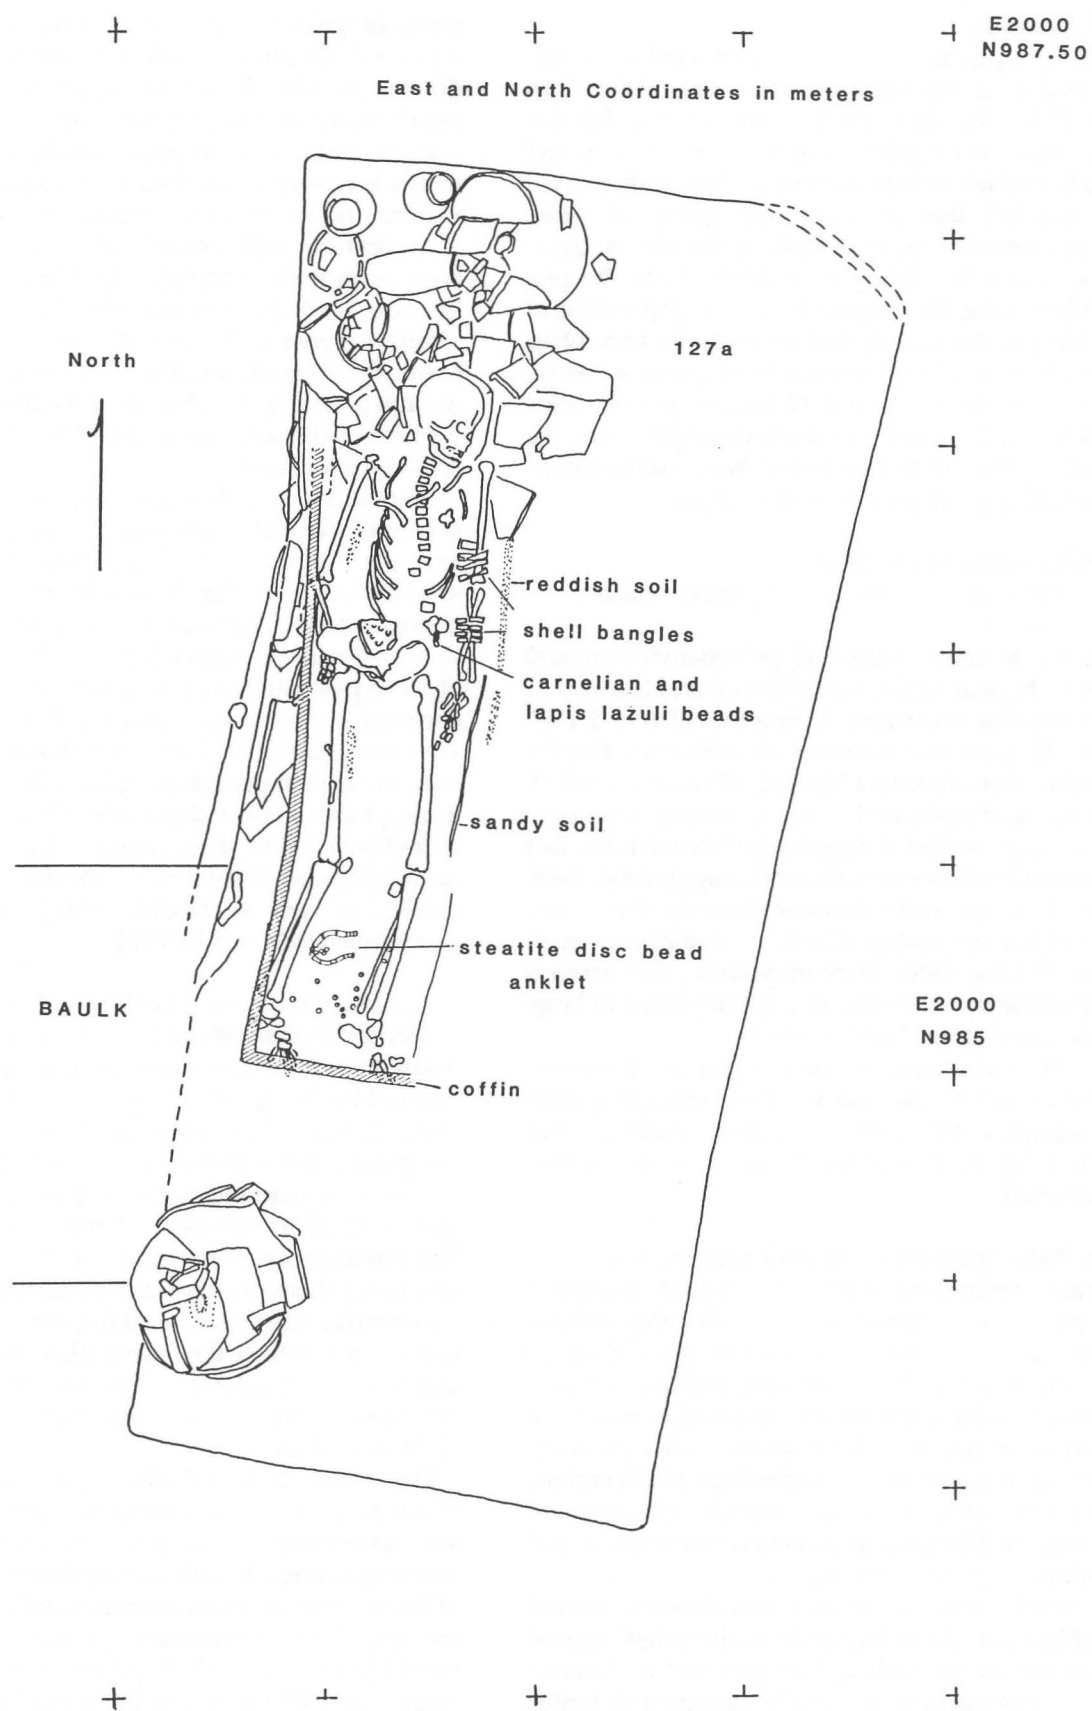 E2000
N987.50
East and North Coordinates in meters
127a
North
reddish soil
shell bangles
carnelian and
lapis lazuli beads
sandy soil
steatite disc bead
anklet
BAULK
E2000
N985
coffin